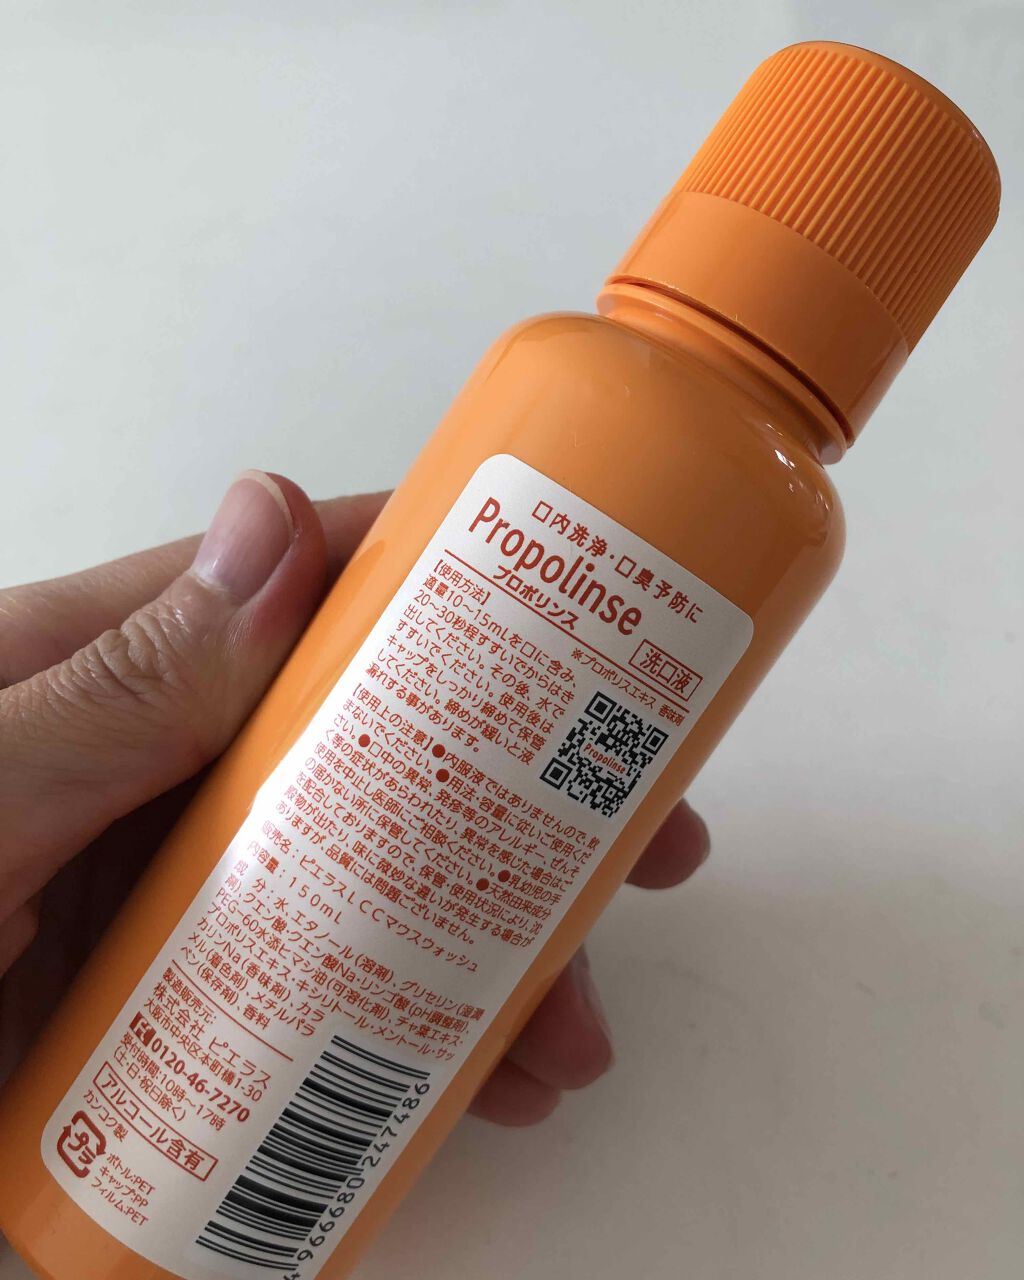 口内洗浄・口臭予防に
Propolinse
プロポリンス
洗口液
※プロポリスエキス 香味剤
【使用方法】
適量10～15mLを口に含み、
20～30秒程すすいでからはき
出してください。その後、水で
すすいでください。使用後は
キャップをしっかり締めて保管
してください。締めが緩いと液
漏れする事があります。
Propolinse
【使用上の注意】●内服液ではありませんので、飲
まないでください。●用法・容量に従いご使用くだ
さい。●口中の異常、発疹等のアレルギー、ぜんそ
く等の症状があらわれたり、異常を感じた場合は
使用を中止し医師にご相談ください。●乳幼児の手
の届かない所に保管してください。●天然由来成分
を配合しておりますので、保管・使用状況により、沈
殿物が出たり、味に微妙な違いが発生する場合が
ありますが、品質には問題ございません。
販売名：ピエラスLCCマウスウォッシュ
内容量：150mL
成分：水、エタノール(溶剤)、グリセリン(湿潤
剤)、クエン酸・クエン酸Na・リンゴ酸(pH調整剤)、
PEG-60水添ヒマシ油(可溶化剤)、チャ葉エキス・
プロポリスエキス・キシリトール・メントール・サッ
カリンNa(香味剤)、カラ
メル(着色剤)、メチルパラ
ベン(保存剤)、香料
製造販売元:
株式会社 ピエラス
大阪市中央区本町橋1-30
0120-46-7270
受付時間:10時～17時
(土・日・祝日除く)
アルコール含有
カンコク製
プラ
ボトル:PET
キャップ:PP
フィルム:PET